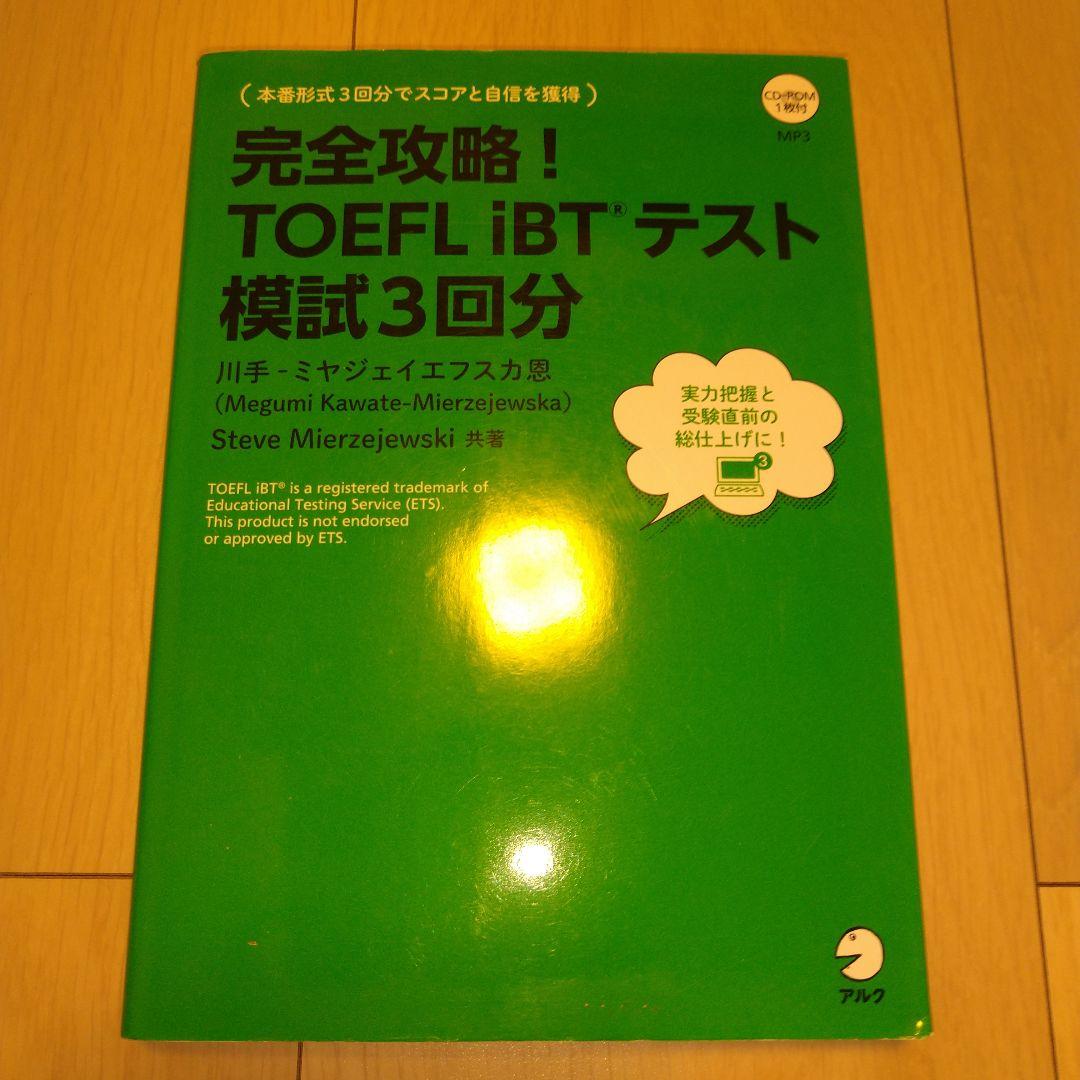 (本番形式3回分でスコアと自信を獲得)
CD-ROM
1枚付
MP3
完全攻略!
TOEFL iBT®テスト
模試3回分
川手-ミヤジェイエフスカ恩
(Megumi Kawate-Mierzejewska)
Steve Mierzejewski 共著
実力把握と
受験直前の
総仕上げに!
3
TOEFL iBT® is a registered trademark of
Educational Testing Service (ETS).
This product is not endorsed
or approved by ETS.
アルク